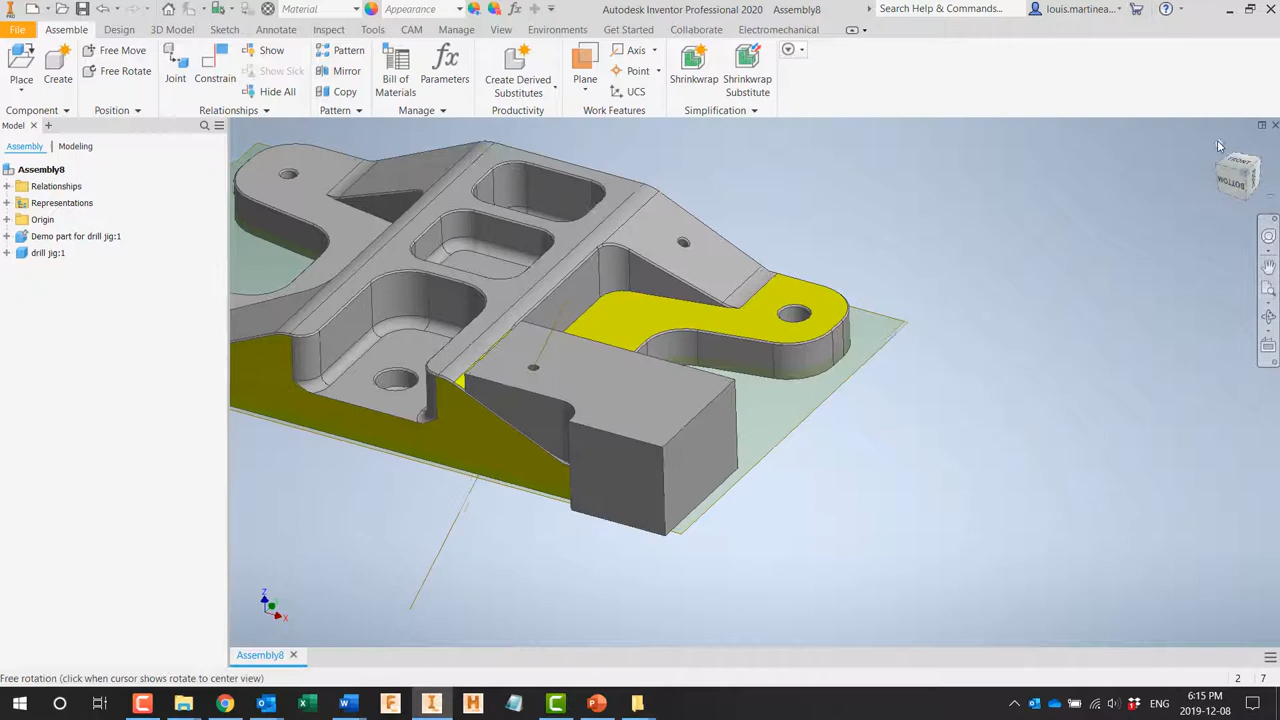 PRO
Material
Appearance
fx
Autodesk Inventor Professional 2020 Assembly8
Search Help & Commands...
louis.martinea...
File Assemble Design 3D Model Sketch Annotate Inspect Tools CAM Manage View Environments Get Started Collaborate Electromechanical
Place
Create
Free Move
Free Rotate
Joint
Constrain
Show
Show Sick
Hide All
Pattern
Mirror
Copy
Bill of
Materials
fx
Parameters
Create Derived
Substitutes
Plane
Axis
Point
UCS
Shrinkwrap
Shrinkwrap
Substitute
Component Position Relationships Pattern Manage Productivity Work Features Simplification
Model
Assembly Modeling
Assembly8
Relationships
Representations
Origin
Demo part for drill jig:1
drill jig:1
FRONT
BOTTOM
Z
X
Assembly8
Free rotation (click when cursor shows rotate to center view)
2 7
ENG
6:15 PM
2019-12-08